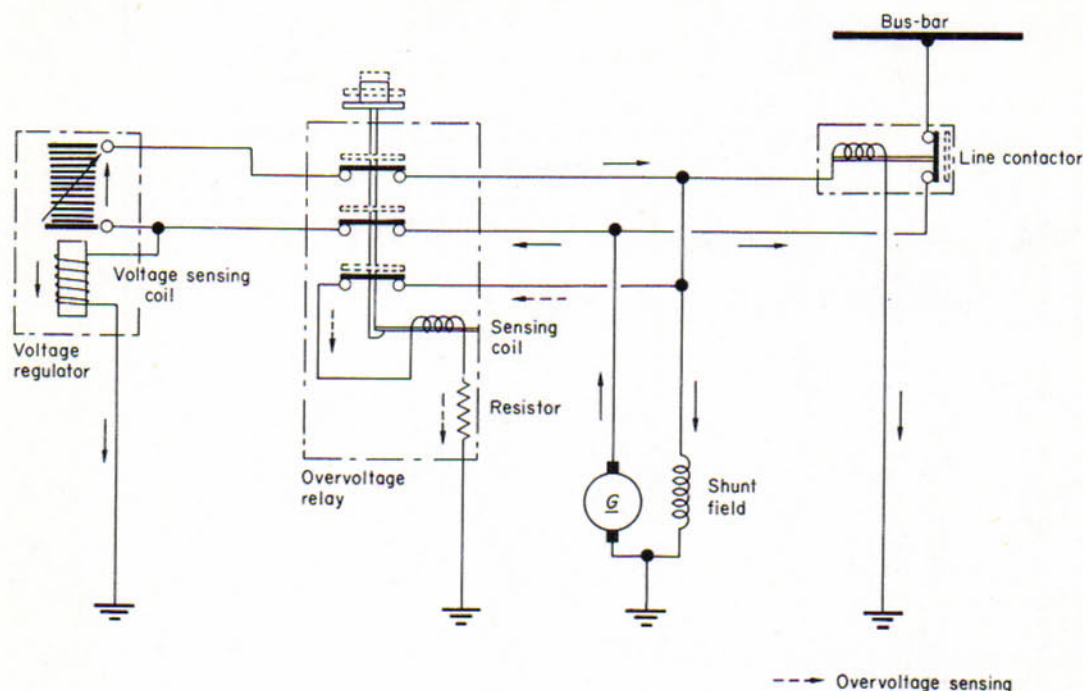 Bus-bar
Line contactor
Voltage sensing
coil
Voltage
regulator
Sensing
coil
Resistor
Overvoltage
relay
G
Shunt
field
Overvoltage sensing